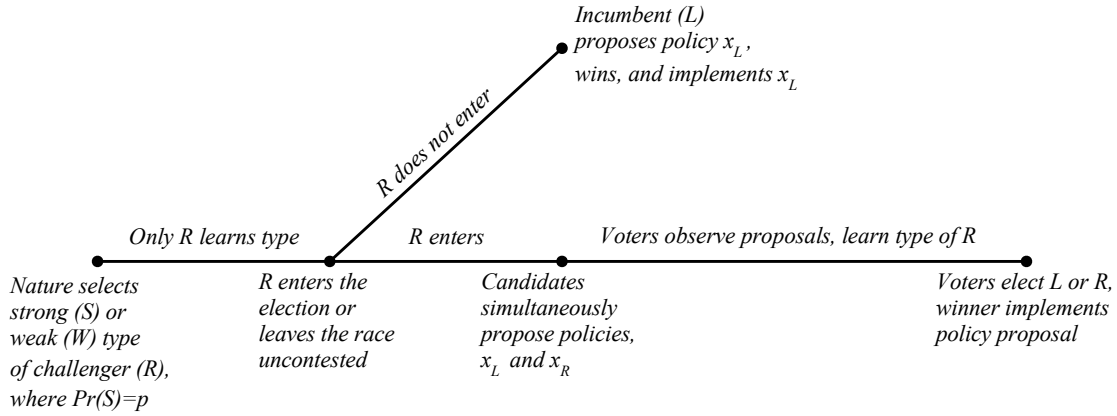 Incumbent (L)
proposes policy x_L ,
wins, and implements x_L
R does not enter
Only R learns type
R enters
Voters observe proposals, learn type of R
Nature selects
strong (S) or
weak (W) type
of challenger (R),
where Pr(S)=p
R enters the
election or
leaves the race
uncontested
Candidates
simultaneously
propose policies,
x_L and x_R
Voters elect L or R,
winner implements
policy proposal